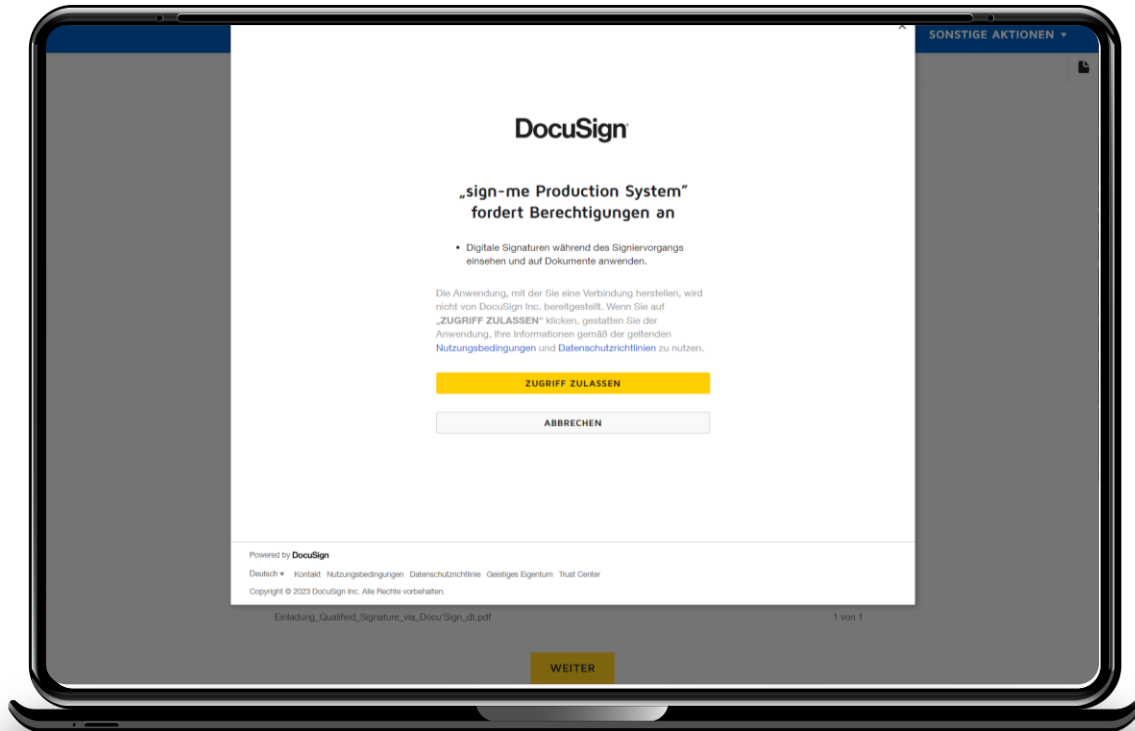 SONSTIGE AKTIONEN
DocuSign
„sign-me Production System”
fordert Berechtigungen an
• Digitale Signaturen während des Signiervorgangs
einsehen und auf Dokumente anwenden.
Die Anwendung, mit der Sie eine Verbindung herstellen, wird
nicht von DocuSign Inc. bereitgestellt. Wenn Sie auf
„ZUGRIFF ZULASSEN“ klicken, gestatten Sie der
Anwendung, Ihre Informationen gemäß der geltenden
Nutzungsbedingungen und Datenschutzrichtlinien zu nutzen.
ZUGRIFF ZULASSEN
ABBRECHEN
Powered by DocuSign
Deutsch Kontakt Nutzungsbedingungen Datenschutzrichtlinie Geistiges Eigentum Trust Center
Copyright © 2023 DocuSign Inc. Alle Rechte vorbehalten.
Einladung_Qualified_Signature_via_Docu'Sign_dt.pdf 1 von 1
WEITER